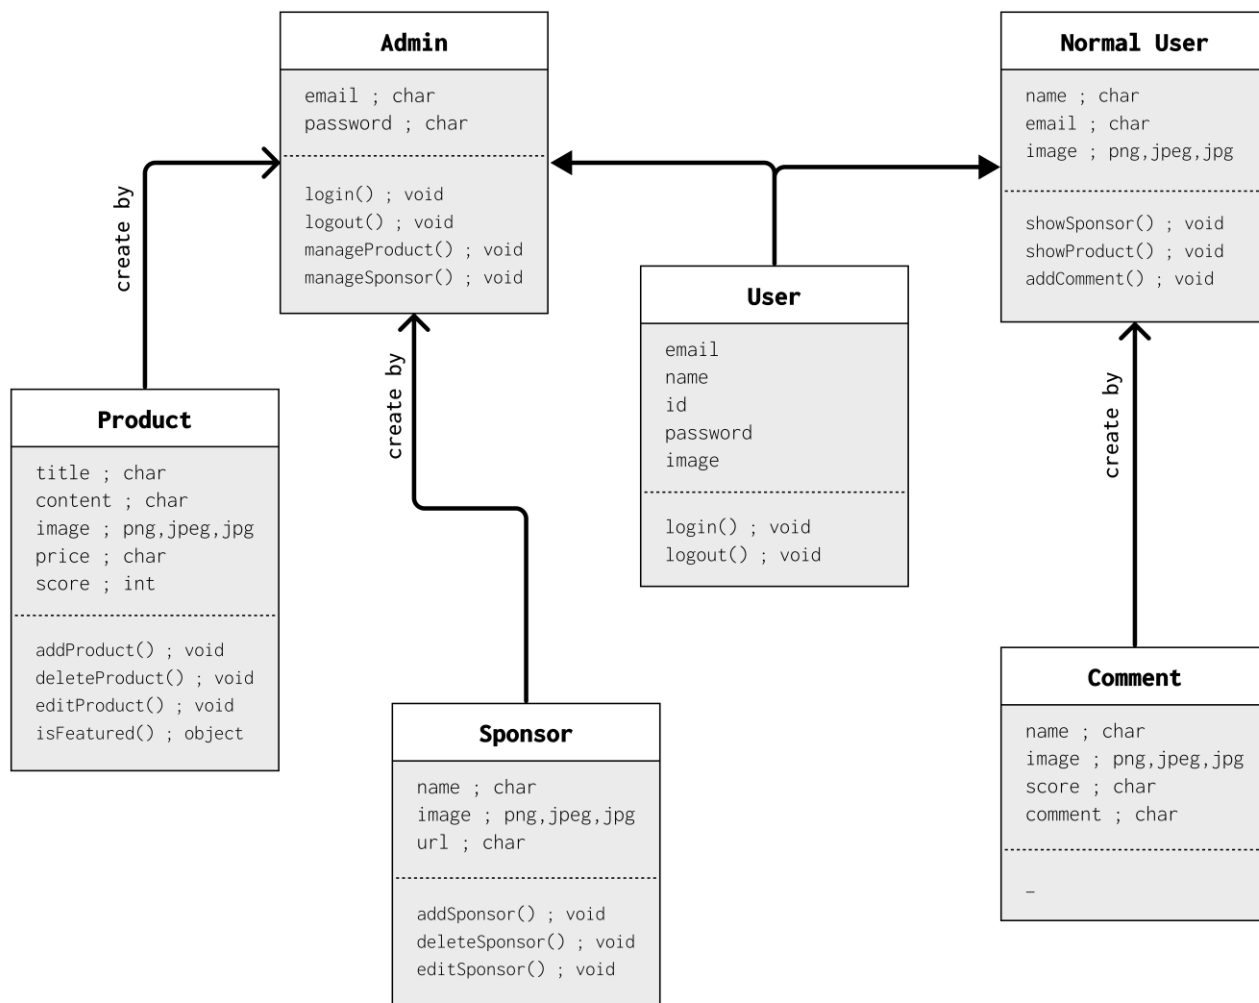 Admin
email ; char
password ; char
login() ; void
logout() ; void
manageProduct() ; void
manageSponsor() ; void
Normal User
name ; char
email ; char
image ; png,jpeg,jpg
showSponsor() ; void
showProduct() ; void
addComment() ; void
create by
create by
create by
User
email
name
id
password
image
login() ; void
logout() ; void
Product
title ; char
content ; char
image ; png,jpeg,jpg
price ; char
score ; int
addProduct() ; void
deleteProduct() ; void
editProduct() ; void
isFeatured() ; object
Sponsor
name ; char
image ; png,jpeg,jpg
url ; char
addSponsor() ; void
deleteSponsor() ; void
editSponsor() ; void
Comment
name ; char
image ; png,jpeg,jpg
score ; char
comment ; char
_